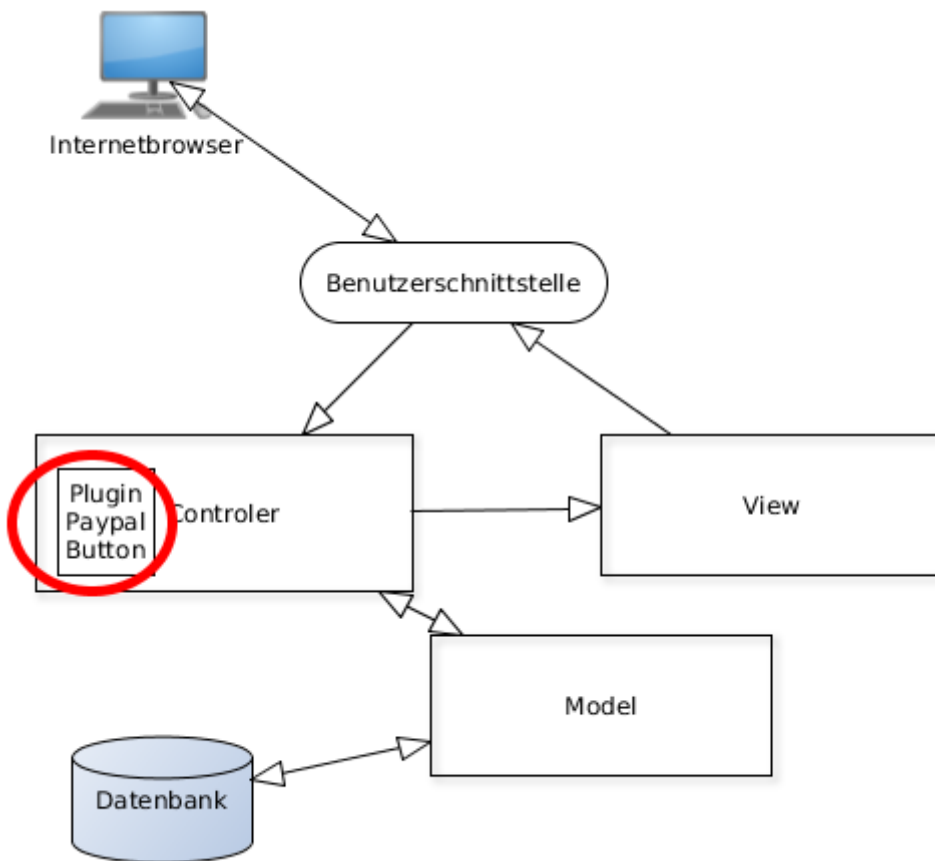 Internetbrowser
Benutzerschnittstelle
Plugin
Paypal
Button
Controler
View
Model
Datenbank